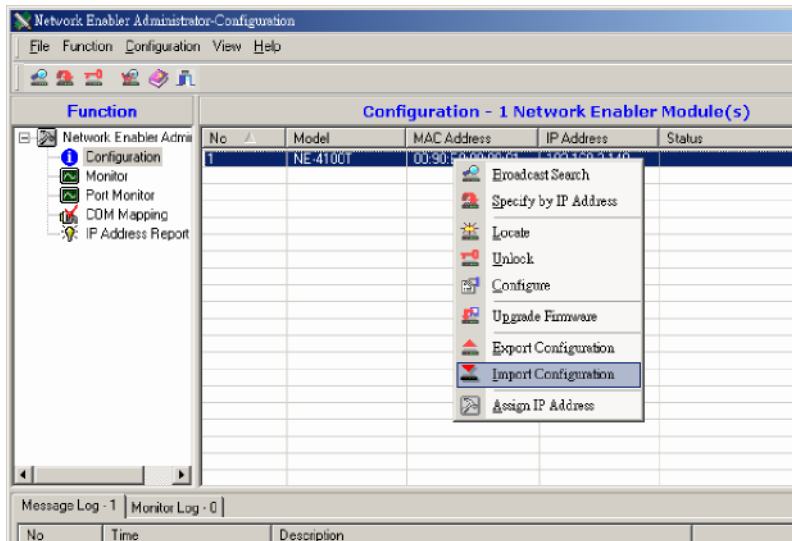 Network Enabler Administrator-Configuration
File Function Configuration View Help
Function
Configuration - 1 Network Enabler Module(s)
Network Enabler Admi
Configuration
Monitor
Port Monitor
COM Mapping
IP Address Report
No Model MAC Address IP Address Status
1 NE-4100T
Broadcast Search
Specify by IP Address
Locate
Unlock
Configure
Upgrade Firmware
Export Configuration
Import Configuration
Assign IP Address
Message Log - 1 Monitor Log - 0
No Time Description